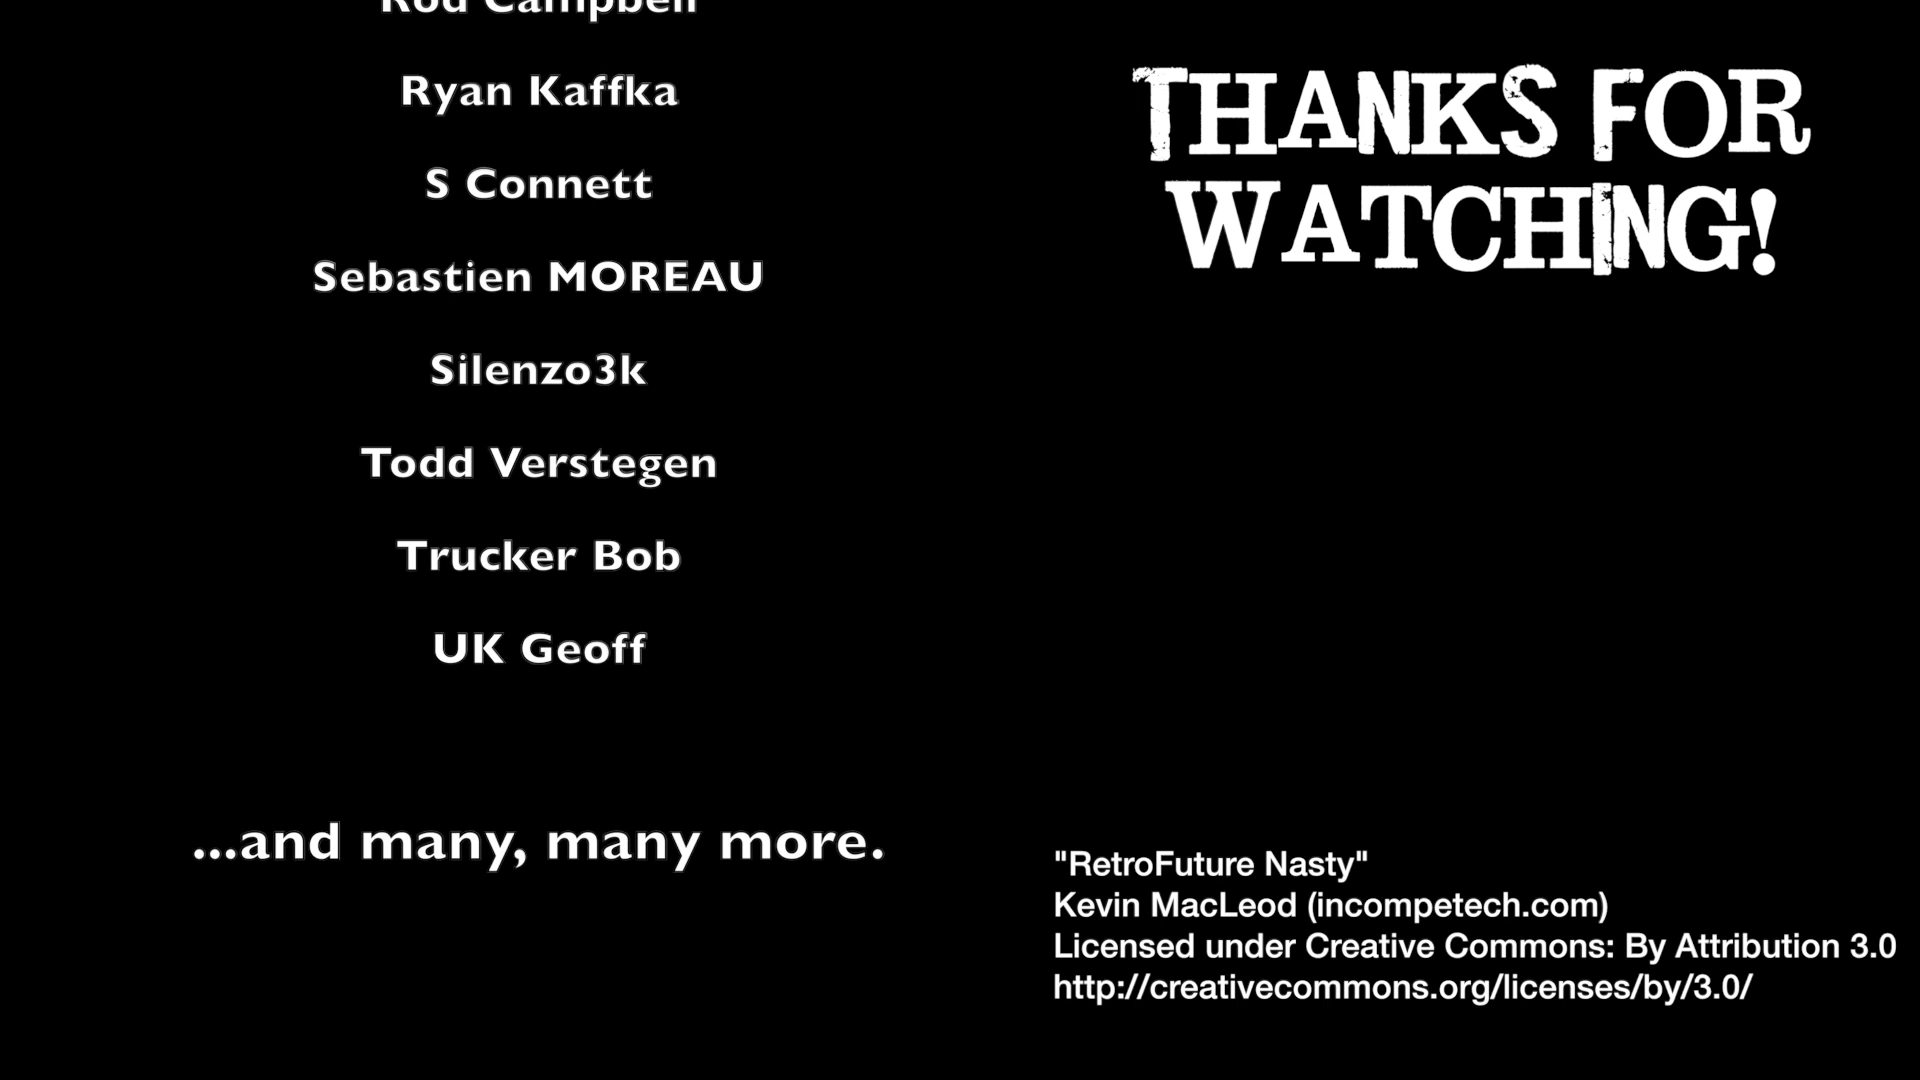 Rod Campbell
Ryan Kaffka
S Connett
Sebastien MOREAU
Silenzo3k
Todd Verstegen
Trucker Bob
UK Geoff
...and many, many more.
THANKS FOR
WATCHING!
"RetroFuture Nasty"
Kevin MacLeod (incompetech.com)
Licensed under Creative Commons: By Attribution 3.0
http://creativecommons.org/licenses/by/3.0/